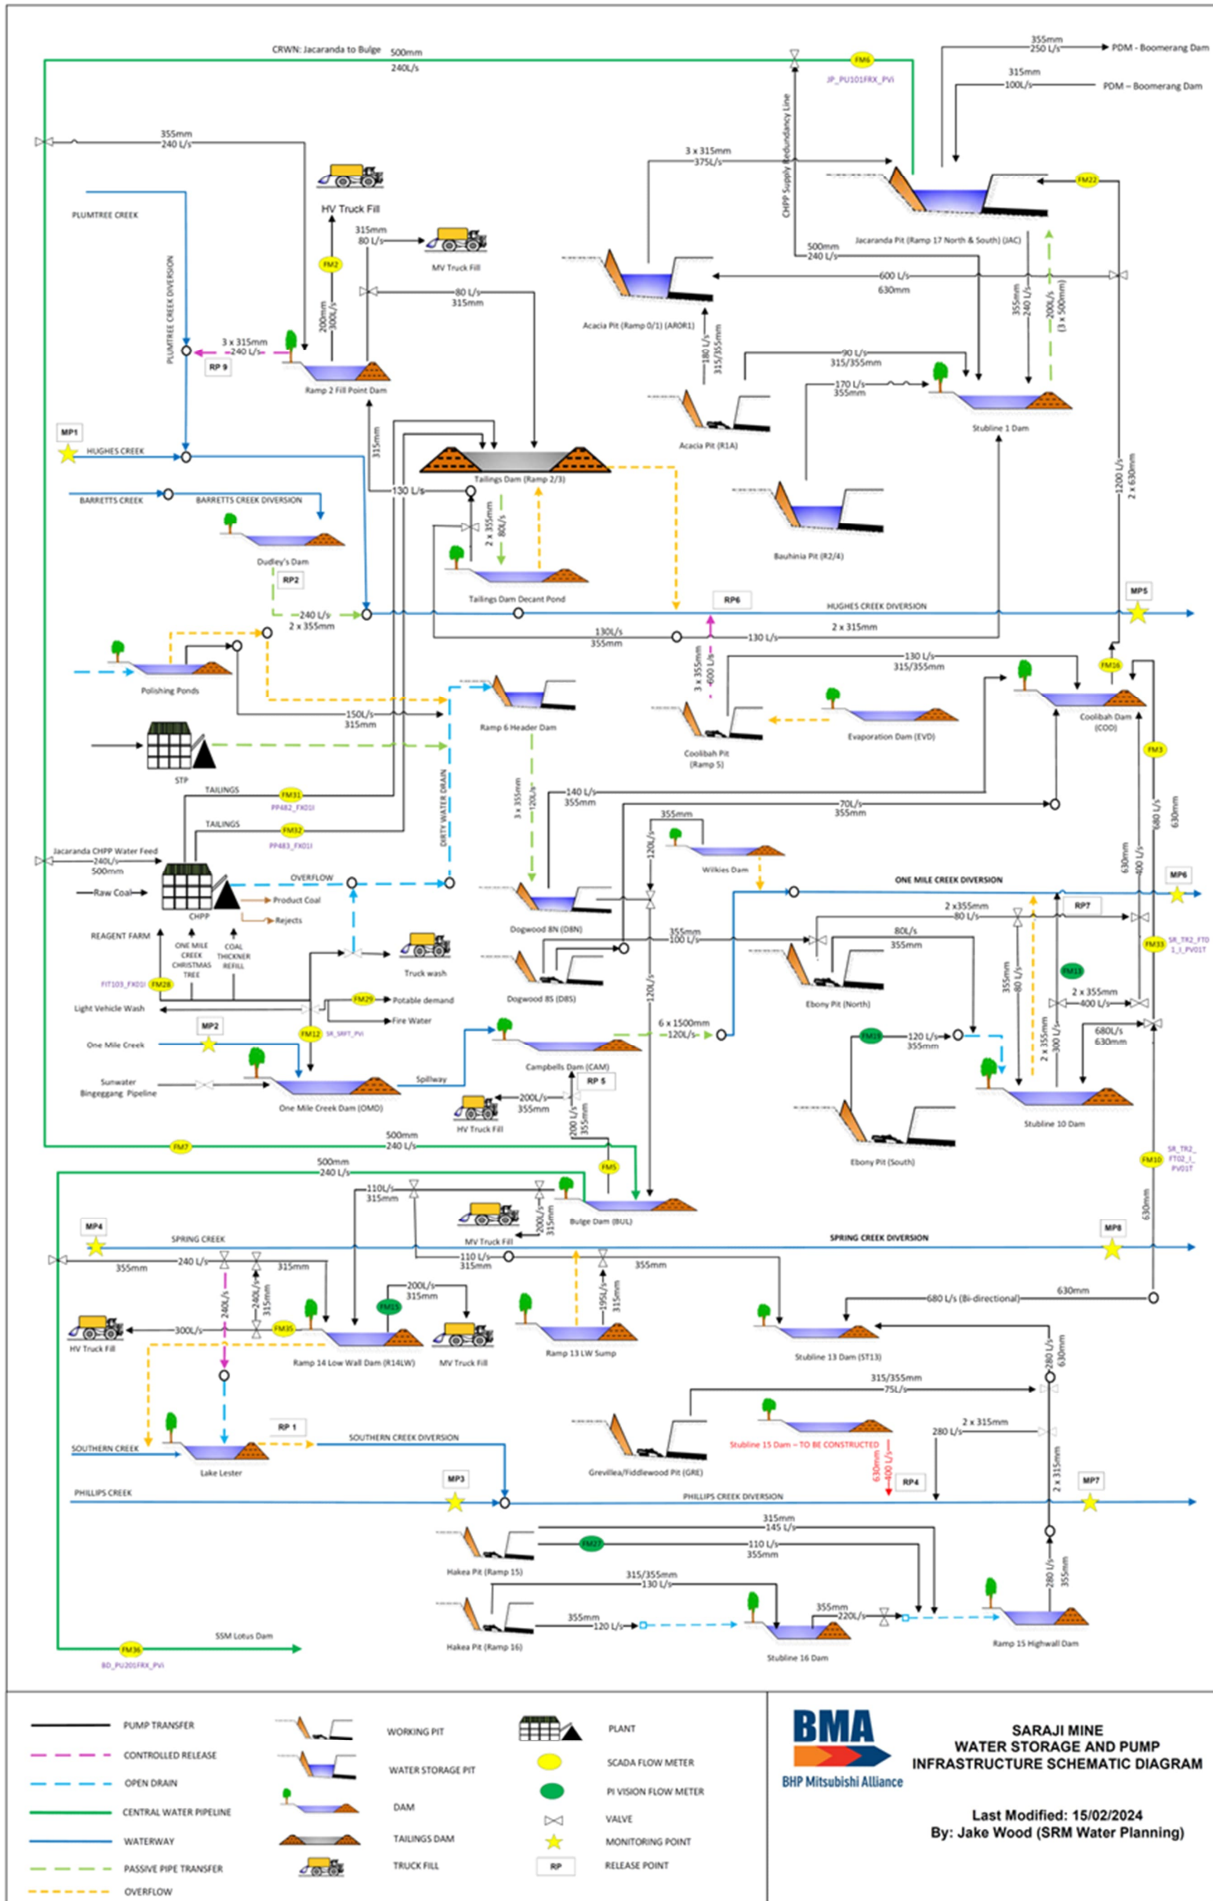 CRWN: Jacaranda to Bulge
500mm
240L/s
FM6
JP_PU101FRX_PVi
355mm
250 L/s
PDM - Boomerang Dam
315mm
100L/s
PDM – Boomerang Dam
CHPP Supply Redundancy Line
355mm
240 L/s
3 x 315mm
375L/s
FM22
PLUMTREE CREEK
HV Truck Fill
315mm
80 L/s
MV Truck Fill
FM2
200mm
300L/s
Jacaranda Pit (Ramp 17 North & South) (JAC)
500mm
240 L/s
600 L/s
630mm
355mm
240 L/s
200L/s
(3 x 500mm)
80 L/s
315mm
PLUMTREE CREEK DIVERSION
Acacia Pit (Ramp 0/1) (AROR1)
3 x 315mm
240 L/s
RP 9
Ramp 2 Fill Point Dam
180 L/s
315/355mm
90 L/s
315/355mm
170 L/s
355mm
Acacia Pit (R1A)
Stubline 1 Dam
MP1
HUGHES CREEK
315mm
Tailings Dam (Ramp 2/3)
1200 L/s
2 x 630mm
BARRETTS CREEK
BARRETTS CREEK DIVERSION
130 L/s
2 x 355mm
80L/s
Dudley's Dam
Bauhinia Pit (R2/4)
RP2
Tailings Dam Decant Pond
RP6
MP5
240 L/s
2 x 355mm
HUGHES CREEK DIVERSION
130L/s
355mm
130 L/s
2 x 315mm
Polishing Ponds
3 x 355mm
400 L/s
130 L/s
315/355mm
FM16
150L/s
315mm
Ramp 6 Header Dam
Coolibah Pit
(Ramp 5)
Evaporation Dam (EVD)
Coolibah Dam
(COD)
STP
FM3
DIRTY WATER DRAIN
3 x 355mm
120L/s
TAILINGS
FM31
PP482_FX01I
140 L/s
355mm
70L/s
355mm
TAILINGS
FM32
PP483_FX01I
355mm
120L/s
680 L/s
630mm
630mm
400 L/s
Jacaranda CHPP Water Feed
240L/s
500mm
Wilkies Dam
OVERFLOW
ONE MILE CREEK DIVERSION
MP6
Raw Coal
CHPP
Product Coal
Rejects
Dogwood 8N (D8N)
2 x355mm
80 L/s
RP7
REAGENT FARM
ONE MILE
CREEK
CHRISTMAS
TREE
COAL
THICKNER
REFILL
Truck wash
355mm
100 L/s
80L/s
355mm
FM33
SR_TR2_FT0
1_I_PV01T
FIT103_FX01I
FM28
Dogwood 8S (D8S)
Ebony Pit (North)
355mm
80 L/s
2 x 355mm
400 L/s
Light Vehicle Wash
FM29
Potable demand
Fire Water
120L/s
MP2
FM12
SR_SRFT_PVi
6 x 1500mm
120L/s
120 L/s
355mm
2 x 355mm
300 L/s
680L/s
630mm
One Mile Creek
Campbells Dam (CAM)
Sunwater
Bingeggang Pipeline
Spillway
RP 5
One Mile Creek Dam (OMD)
HV Truck Fill
200L/s
355mm
200 L/s
355mm
Stubline 10 Dam
FM7
500mm
240 L/s
Ebony Pit (South)
FM10
SR_TR2_
FT02_I_
PV01T
500mm
240 L/s
FM5
110L/s
315mm
200L/s
315mm
630mm
MV Truck Fill
Bulge Dam (BUL)
MP4
SPRING CREEK
SPRING CREEK DIVERSION
MP8
355mm
240 L/s
315mm
110 L/s
315mm
355mm
240L/s
240L/s
315mm
200L/s
315mm
195L/s
315mm
680 L/s (Bi-directional)
630mm
300L/s
FM35
HV Truck Fill
Ramp 14 Low Wall Dam (R14LW)
MV Truck Fill
Ramp 13 LW Sump
Stubline 13 Dam (ST13)
280 L/s
630mm
315/355mm
75L/s
RP 1
SOUTHERN CREEK
SOUTHERN CREEK DIVERSION
Lake Lester
Grevillea/Fiddlewood Pit (GRE)
Stubline 15 Dam – TO BE CONSTRUCTED
630mm
400 L/s
280 L/s
2 x 315mm
RP4
2 x 315mm
MP3
MP7
PHILLIPS CREEK
PHILLIPS CREEK DIVERSION
315mm
145 L/s
FM27
110 L/s
355mm
Hakea Pit (Ramp 15)
315/355mm
130 L/s
280 L/s
355mm
355mm
120 L/s
355mm
220L/s
Hakea Pit (Ramp 16)
Stubline 16 Dam
Ramp 15 Highwall Dam
SSM Lotus Dam
FM36
BD_PU201FRX_PVi
PUMP TRANSFER
CONTROLLED RELEASE
OPEN DRAIN
CENTRAL WATER PIPELINE
WATERWAY
PASSIVE PIPE TRANSFER
OVERFLOW
WORKING PIT
WATER STORAGE PIT
DAM
TAILINGS DAM
TRUCK FILL
PLANT
SCADA FLOW METER
PI VISION FLOW METER
VALVE
MONITORING POINT
RP
RELEASE POINT
BMA
BHP Mitsubishi Alliance
SARAJI MINE
WATER STORAGE AND PUMP
INFRASTRUCTURE SCHEMATIC DIAGRAM
Last Modified: 15/02/2024
By: Jake Wood (SRM Water Planning)